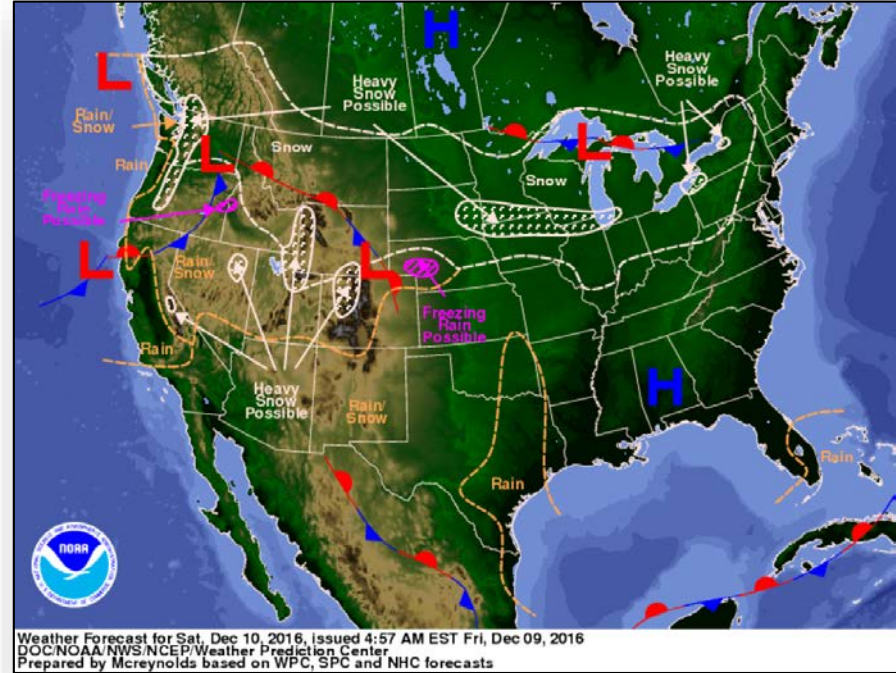 H
L
Heavy
Snow
Possible
Heavy
Snow
Possible
Rain/
Snow
Rain
L
Snow
L
Snow
Freezing
Rain
Possible
L
Rain/
Snow
L
Freezing
Rain
Possible
Rain
Heavy
Snow
Possible
Rain/
Snow
H
Rain
Rain
NOAA
Weather Forecast for Sat, Dec 10, 2016, issued 4:57 AM EST Fri, Dec 09, 2016
DOC/NOAA/NWS/NCEP/Weather Prediction Center
Prepared by Mcreynolds based on WPC, SPC and NHC forecasts